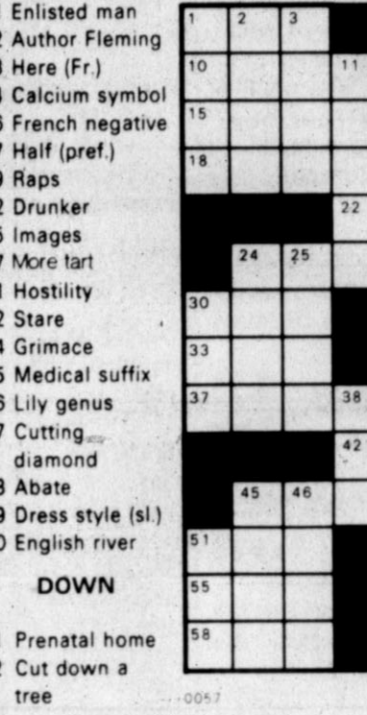 Enlisted man
2 Author Fleming
Here (Fr.)
Calcium symbol
French negative
Half (pref.)
Raps
Drunker
Images
More tart
Hostility
Stare
Grimace
Medical suffix
Lily genus
Cutting
diamond
Abate
Dress style (sl.)
English river
DOWN
Prenatal home
Cut down a
tree
1 2 3
10 11
15
18
22
24 25
30
33
37 38
42
45 46
51
55
58
0057